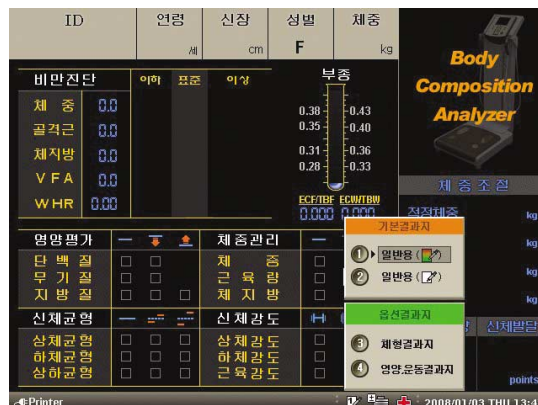 ID 연령 신장 성별 체중
/세 cm F kg
Body
Composition
Analyzer
비만진단 이하 표준 이상 부종
체 중 0.0
골격근 0.0
체지방 0.0
VFA 0.0
WHR 0.00
0.38 0.43
0.35 0.40
0.31 0.36
0.28 0.33
ECF/TBF ECW/TBW
0.000 0.000
체중조절
적정체중 kg
kg
kg
kg
영양평가 체중관리
단백질 체 중
무기질 근육량
지방질 체지방
신체균형 신체강도
상체균형 상체강도
하체균형 하체강도
상하균형 근육감도
기본결과지
① 일반용
② 일반용
옵션결과지
③ 체형결과지
④ 영양,운동결과지
신체발달
points
Printer 2008/01/03 THU 13:4